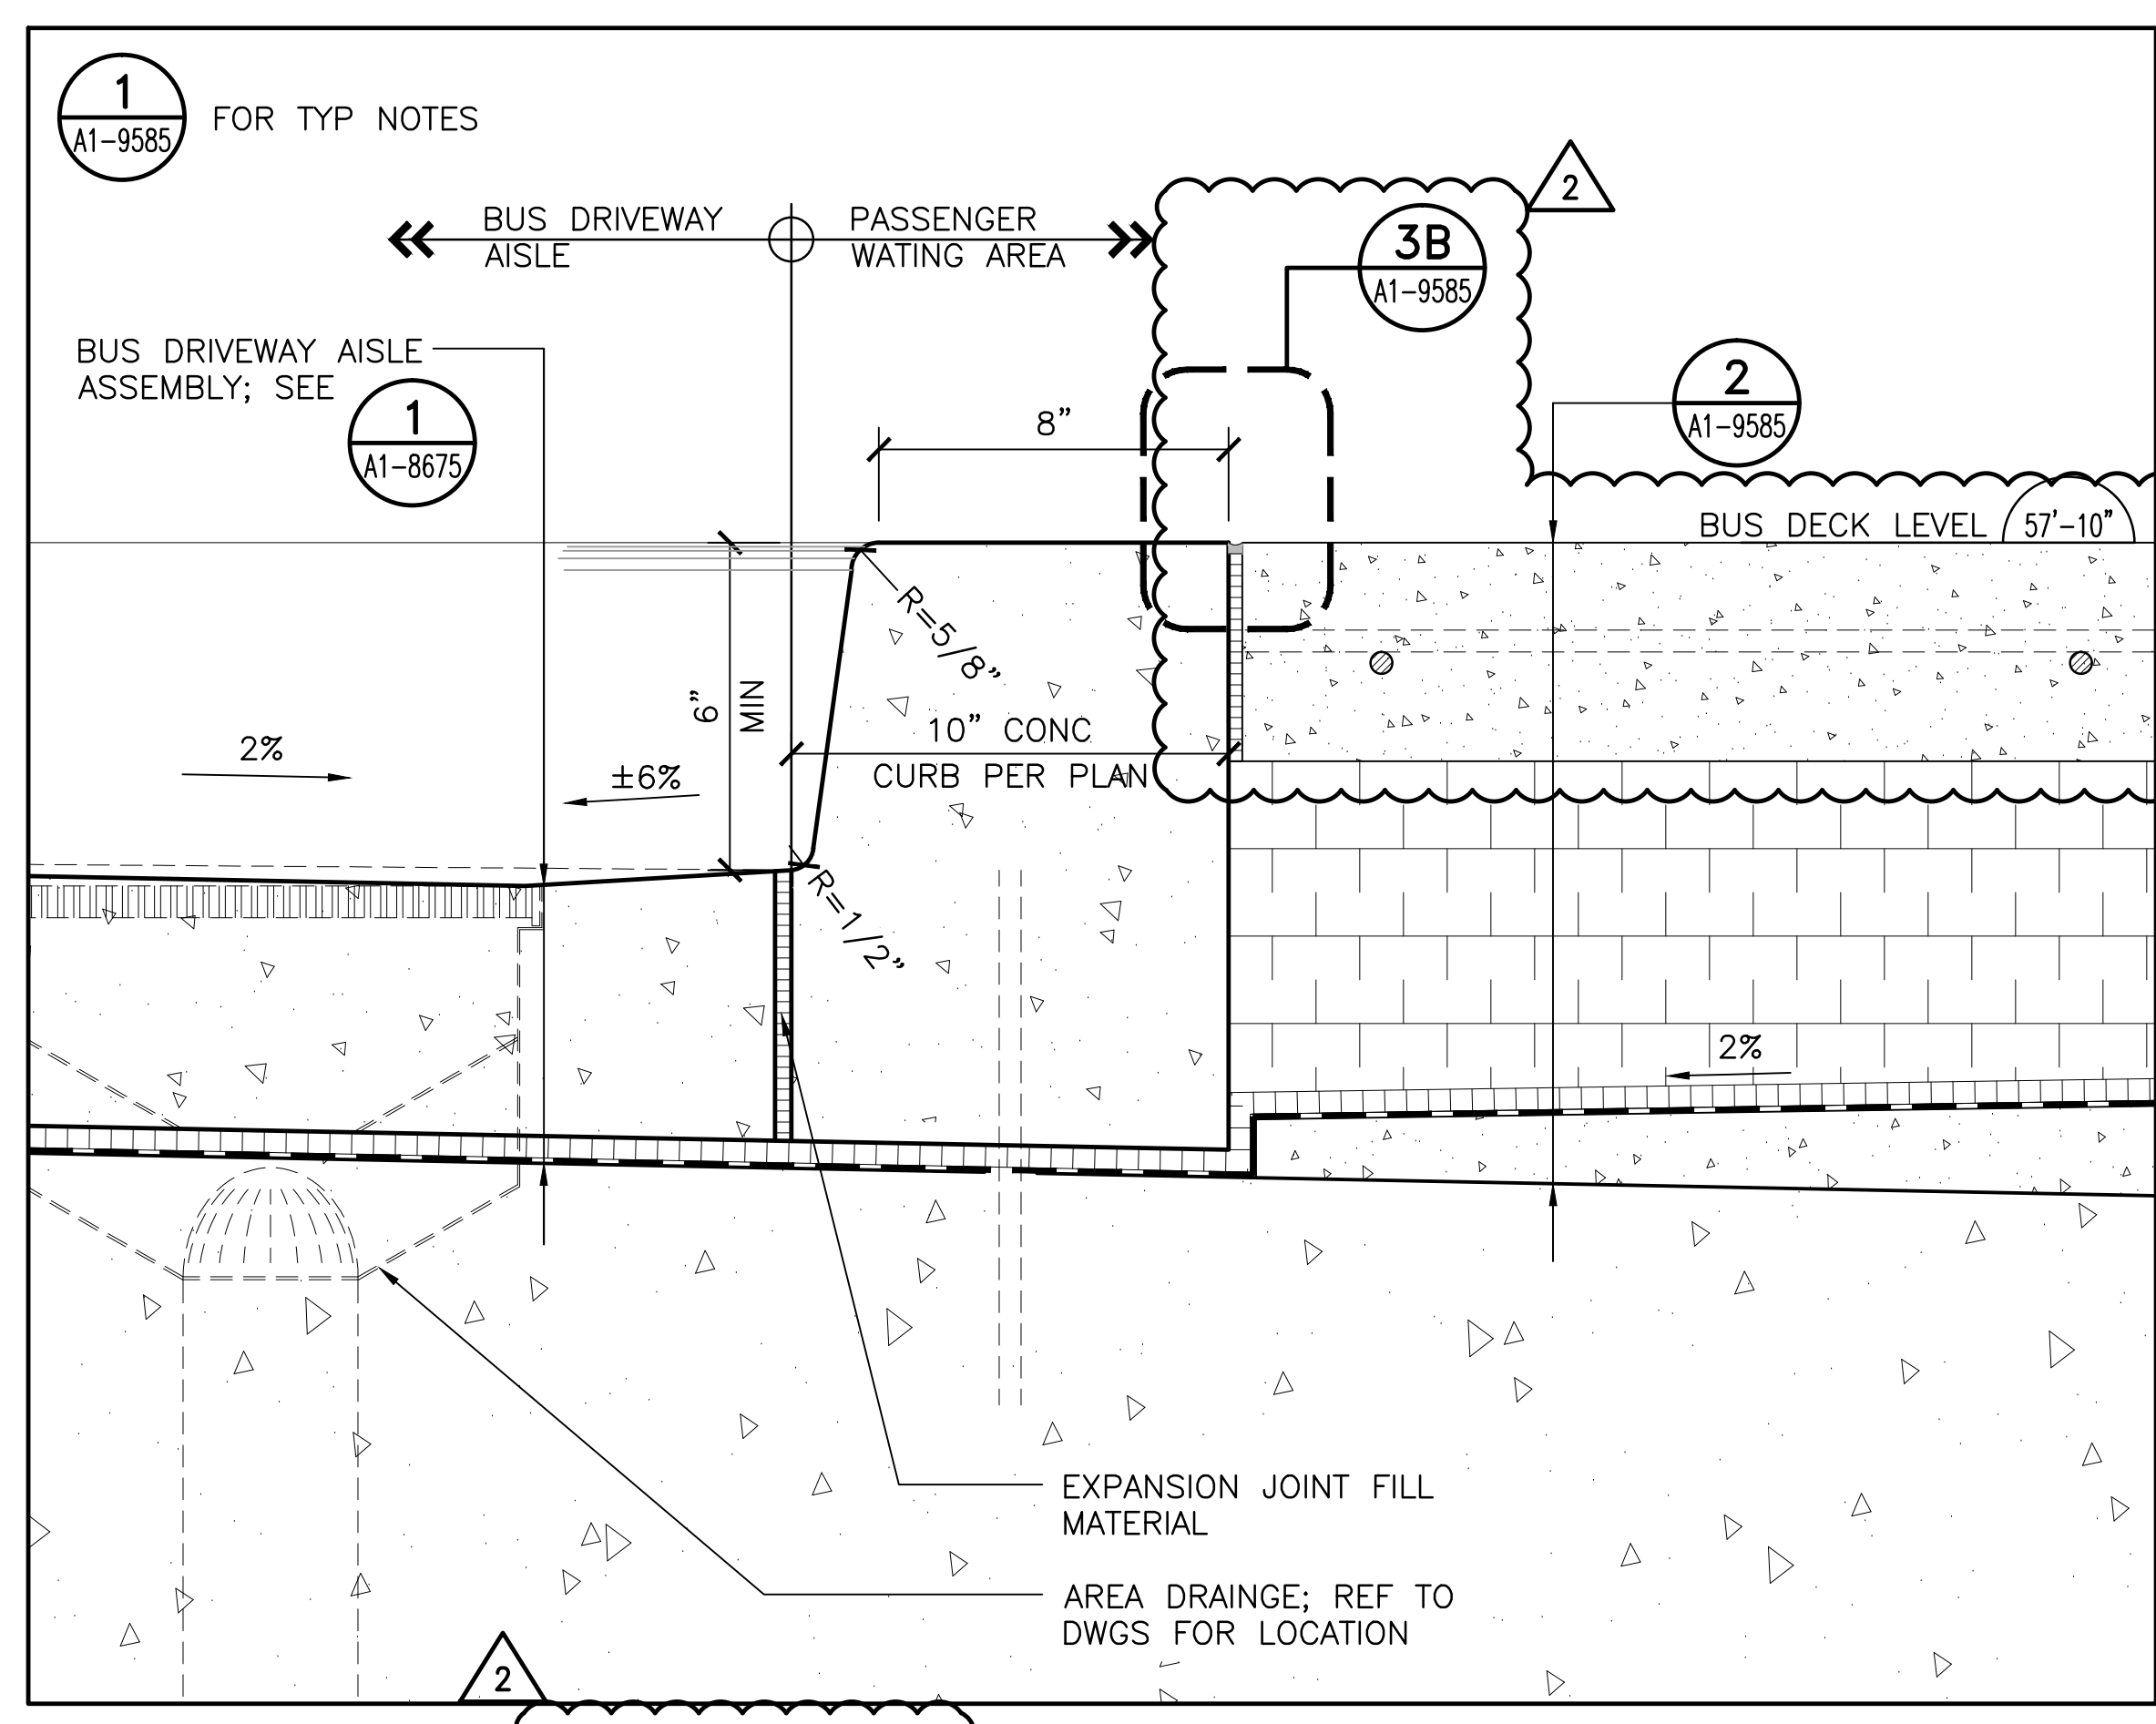 1
A1-9585
FOR TYP NOTES
2
BUS DRIVEWAY
AISLE
PASSENGER
WATING AREA
3B
A1-9585
BUS DRIVEWAY AISLE
ASSEMBLY; SEE
1
A1-8675
8"
2
A1-9585
BUS DECK LEVEL
57'-10"
R=5/8"
6"
MIN
10" CONC
CURB PER PLAN
2%
±6%
R=1/2"
2%
EXPANSION JOINT FILL
MATERIAL
AREA DRAINGE; REF TO
DWGS FOR LOCATION
2